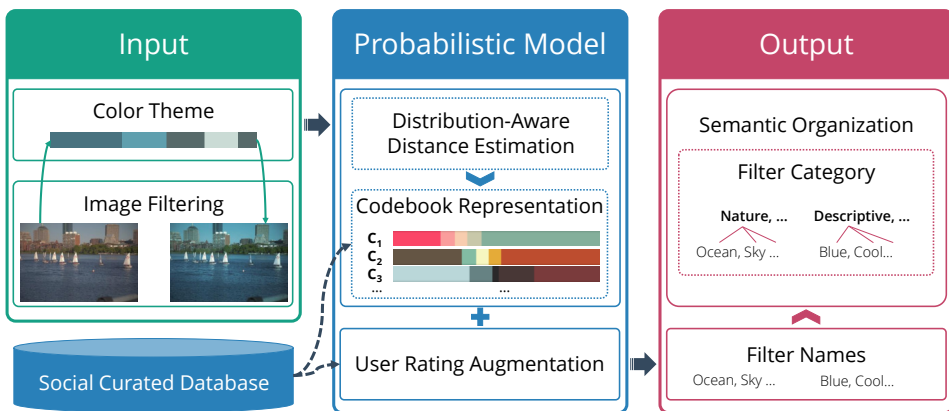 Input
Color Theme
Image Filtering
Social Curated Database
Probabilistic Model
Distribution-Aware
Distance Estimation
Codebook Representation
C1
C2
C3
... ...
User Rating Augmentation
Output
Semantic Organization
Filter Category
Nature, ... Descriptive, ...
Ocean, Sky ... Blue, Cool...
Filter Names
Ocean, Sky ... Blue, Cool...